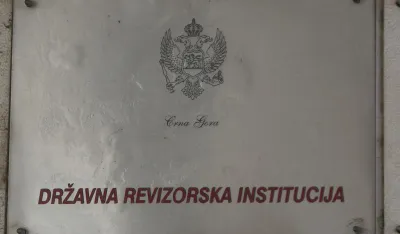 Crna Gora
DRŽAVNA REVIZORSKA INSTITUCIJA